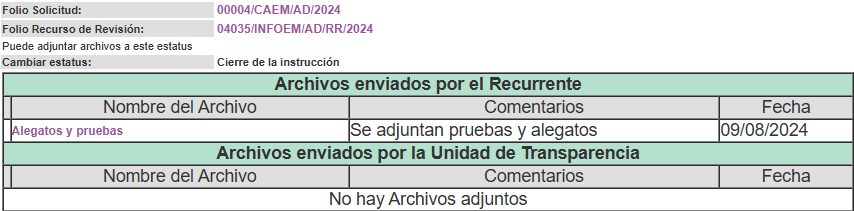 Folio Solicitud: 00004/CAEM/AD/2024
Folio Recurso de Revisión: 04035/INFOEM/AD/RR/2024
Puede adjuntar archivos a este estatus
Cambiar estatus: Cierre de la instrucción
Archivos enviados por el Recurrente
Nombre del Archivo Comentarios Fecha
Alegatos y pruebas Se adjuntan pruebas y alegatos 09/08/2024
Archivos enviados por la Unidad de Transparencia
Nombre del Archivo Comentarios Fecha
No hay Archivos adjuntos